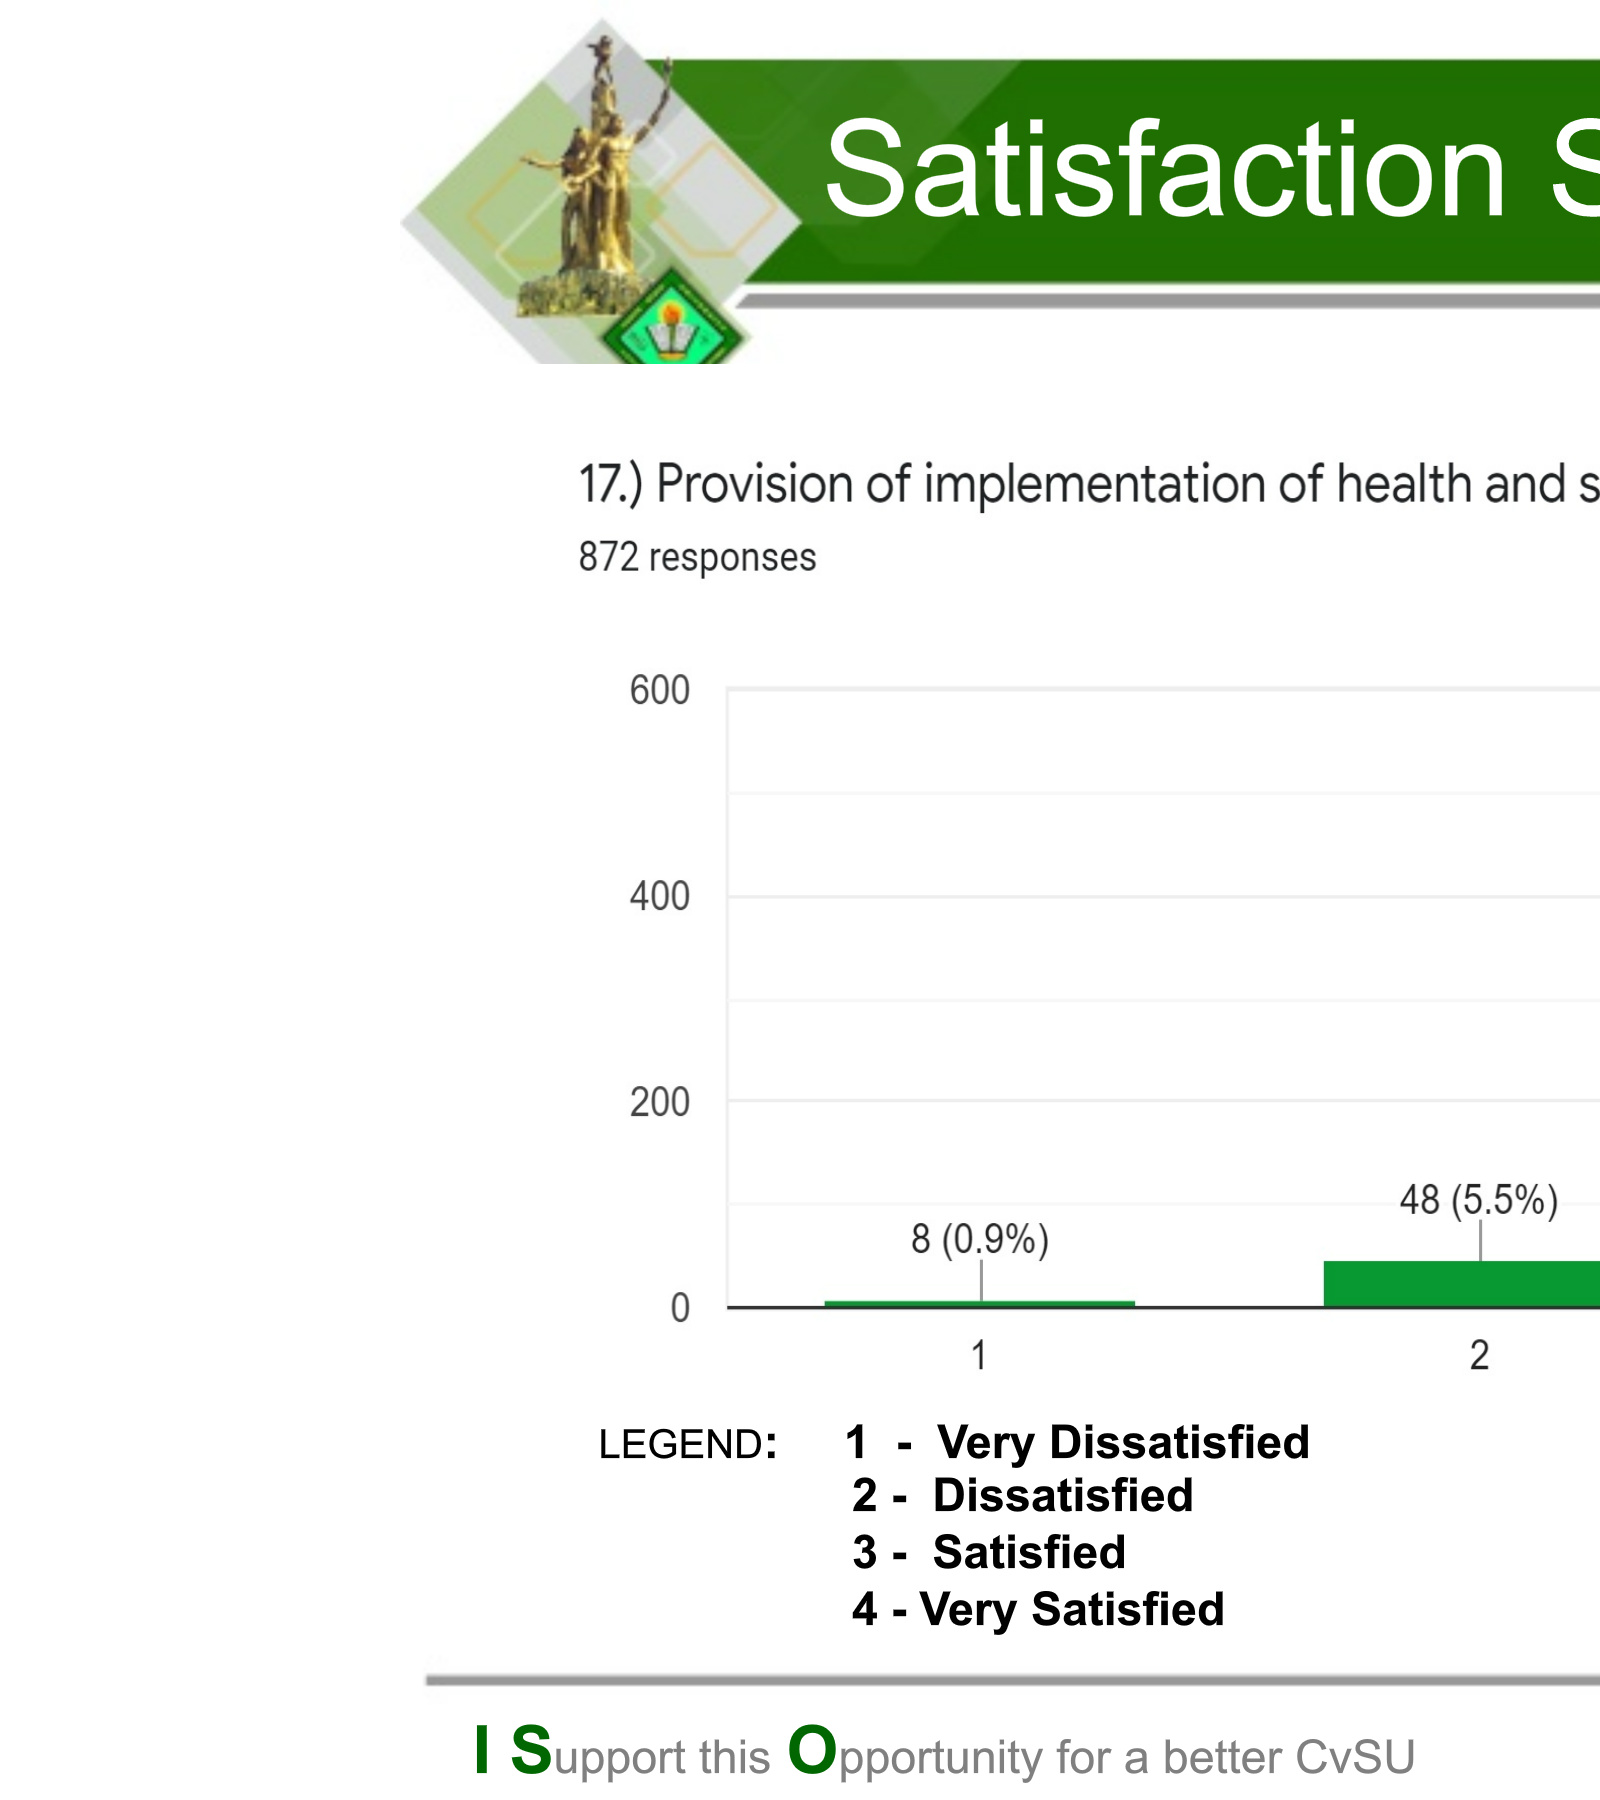 Satisfaction S
17.) Provision of implementation of health and s
872 responses
600
400
200
0
8 (0.9%)
48 (5.5%)
1
2
LEGEND: 1 - Very Dissatisfied
2 - Dissatisfied
3 - Satisfied
4 - Very Satisfied
I Support this Opportunity for a better CvSU